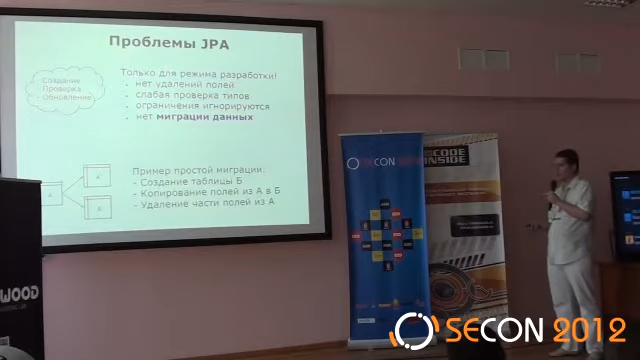 Проблемы JPA
Создание
Проверка
Обновление
Только для режима разработки!
нет удалений полей
слабая проверка типов
ограничения игнорируются
нет миграции данных
Пример простой миграции:
- Создание таблицы Б
- Копирование полей из А в Б
- Удаление части полей из А
SECON
CODE
INSIDE
WOOD
SECON 2012